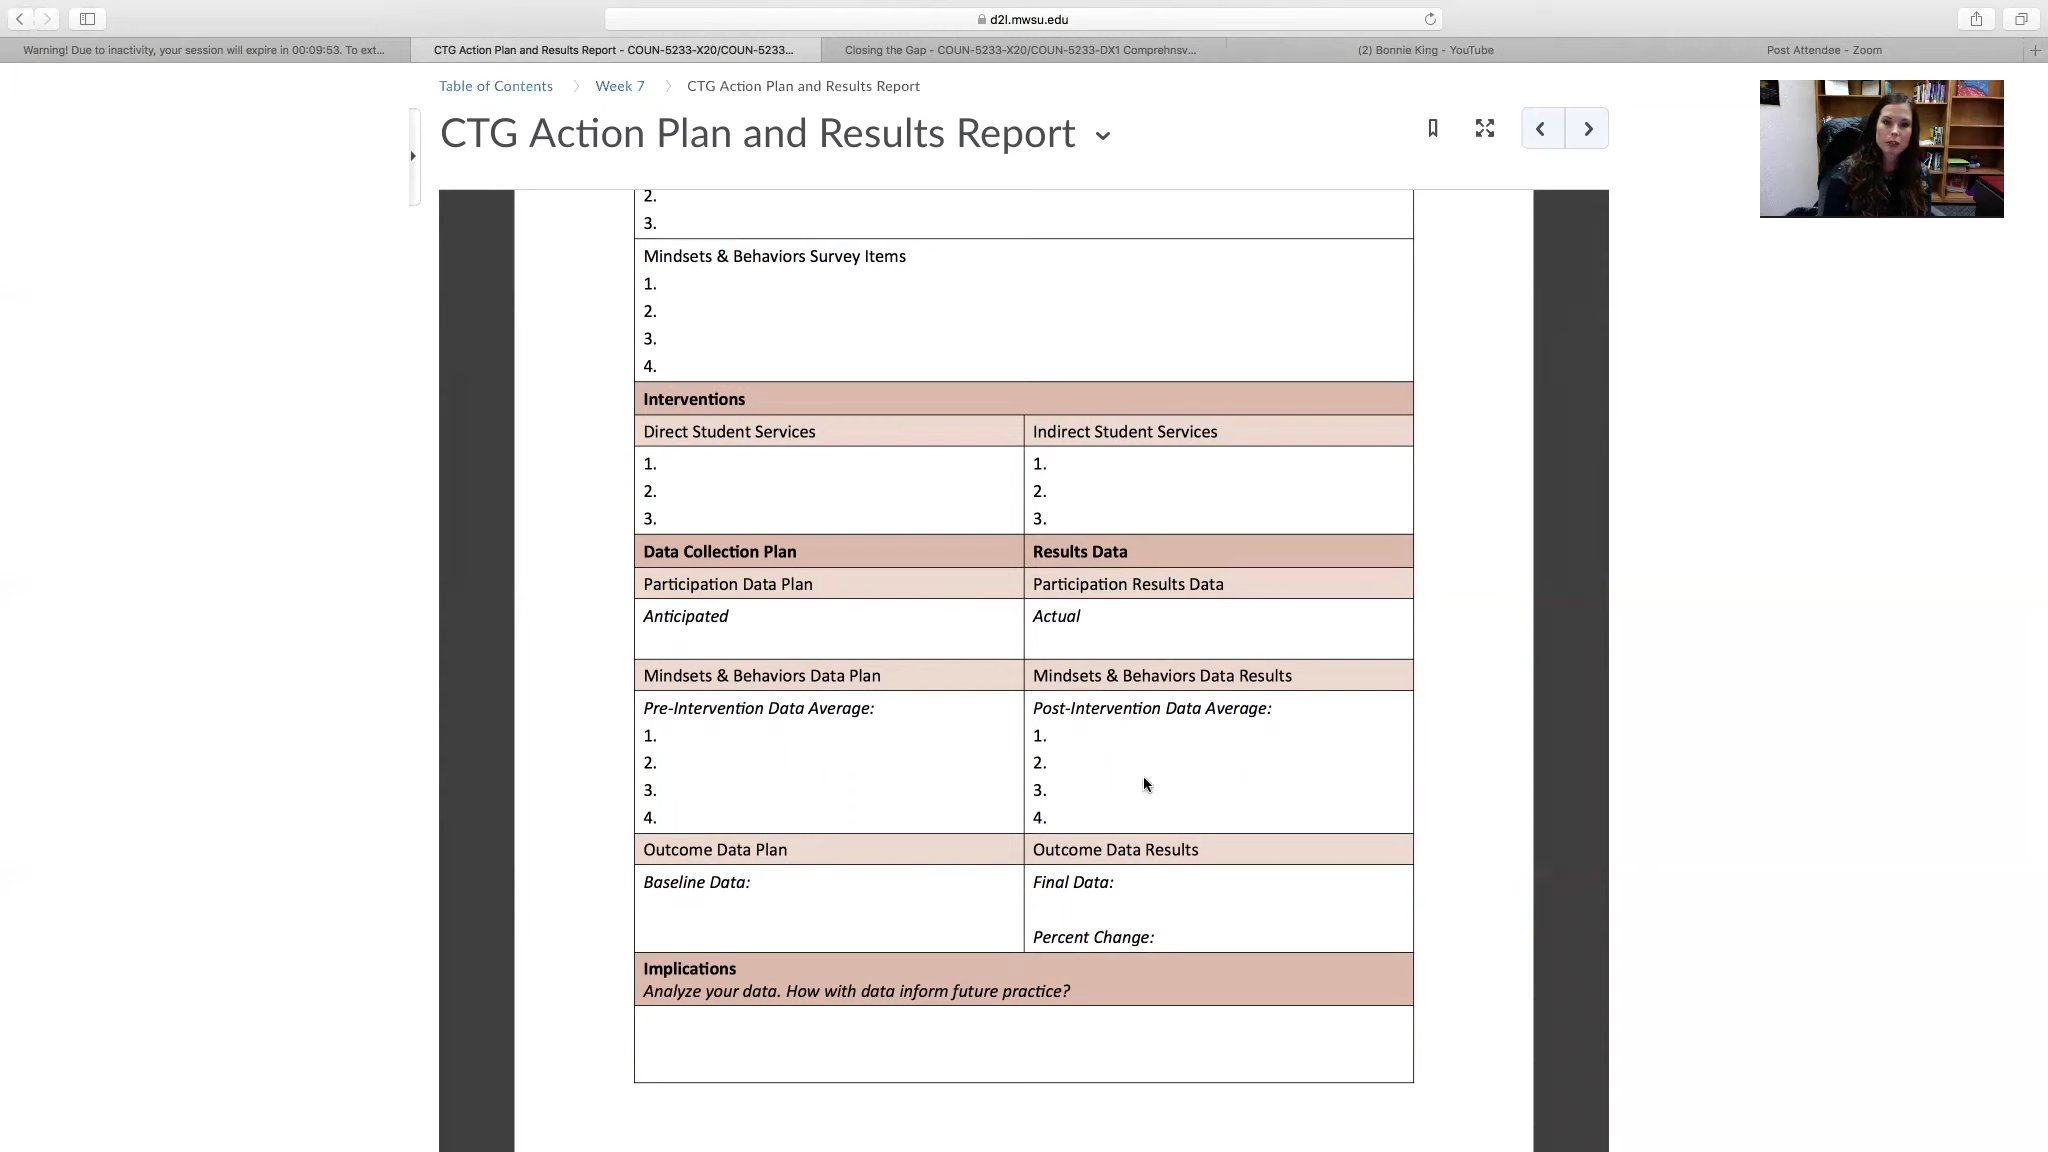 d2l.mwsu.edu
Warning! Due to inactivity, your session will expire in 00:09:53. To ext...
CTG Action Plan and Results Report - COUN-5233-X20/COUN-5233...
Closing the Gap - COUN-5233-X20/COUN-5233-DX1 Comprehnsv...
(2) Bonnie King - YouTube
Post Attendee - Zoom
Table of Contents
Week 7
CTG Action Plan and Results Report
CTG Action Plan and Results Report
2.
3.
Mindsets & Behaviors Survey Items
1.
2.
3.
4.
Interventions
Direct Student Services
Indirect Student Services
1.
2.
3.
1.
2.
3.
Data Collection Plan
Results Data
Participation Data Plan
Participation Results Data
Anticipated
Actual
Mindsets & Behaviors Data Plan
Mindsets & Behaviors Data Results
Pre-Intervention Data Average:
1.
2.
3.
4.
Post-Intervention Data Average:
1.
2.
3.
4.
Outcome Data Plan
Outcome Data Results
Baseline Data:
Final Data:
Percent Change:
Implications
Analyze your data. How with data inform future practice?